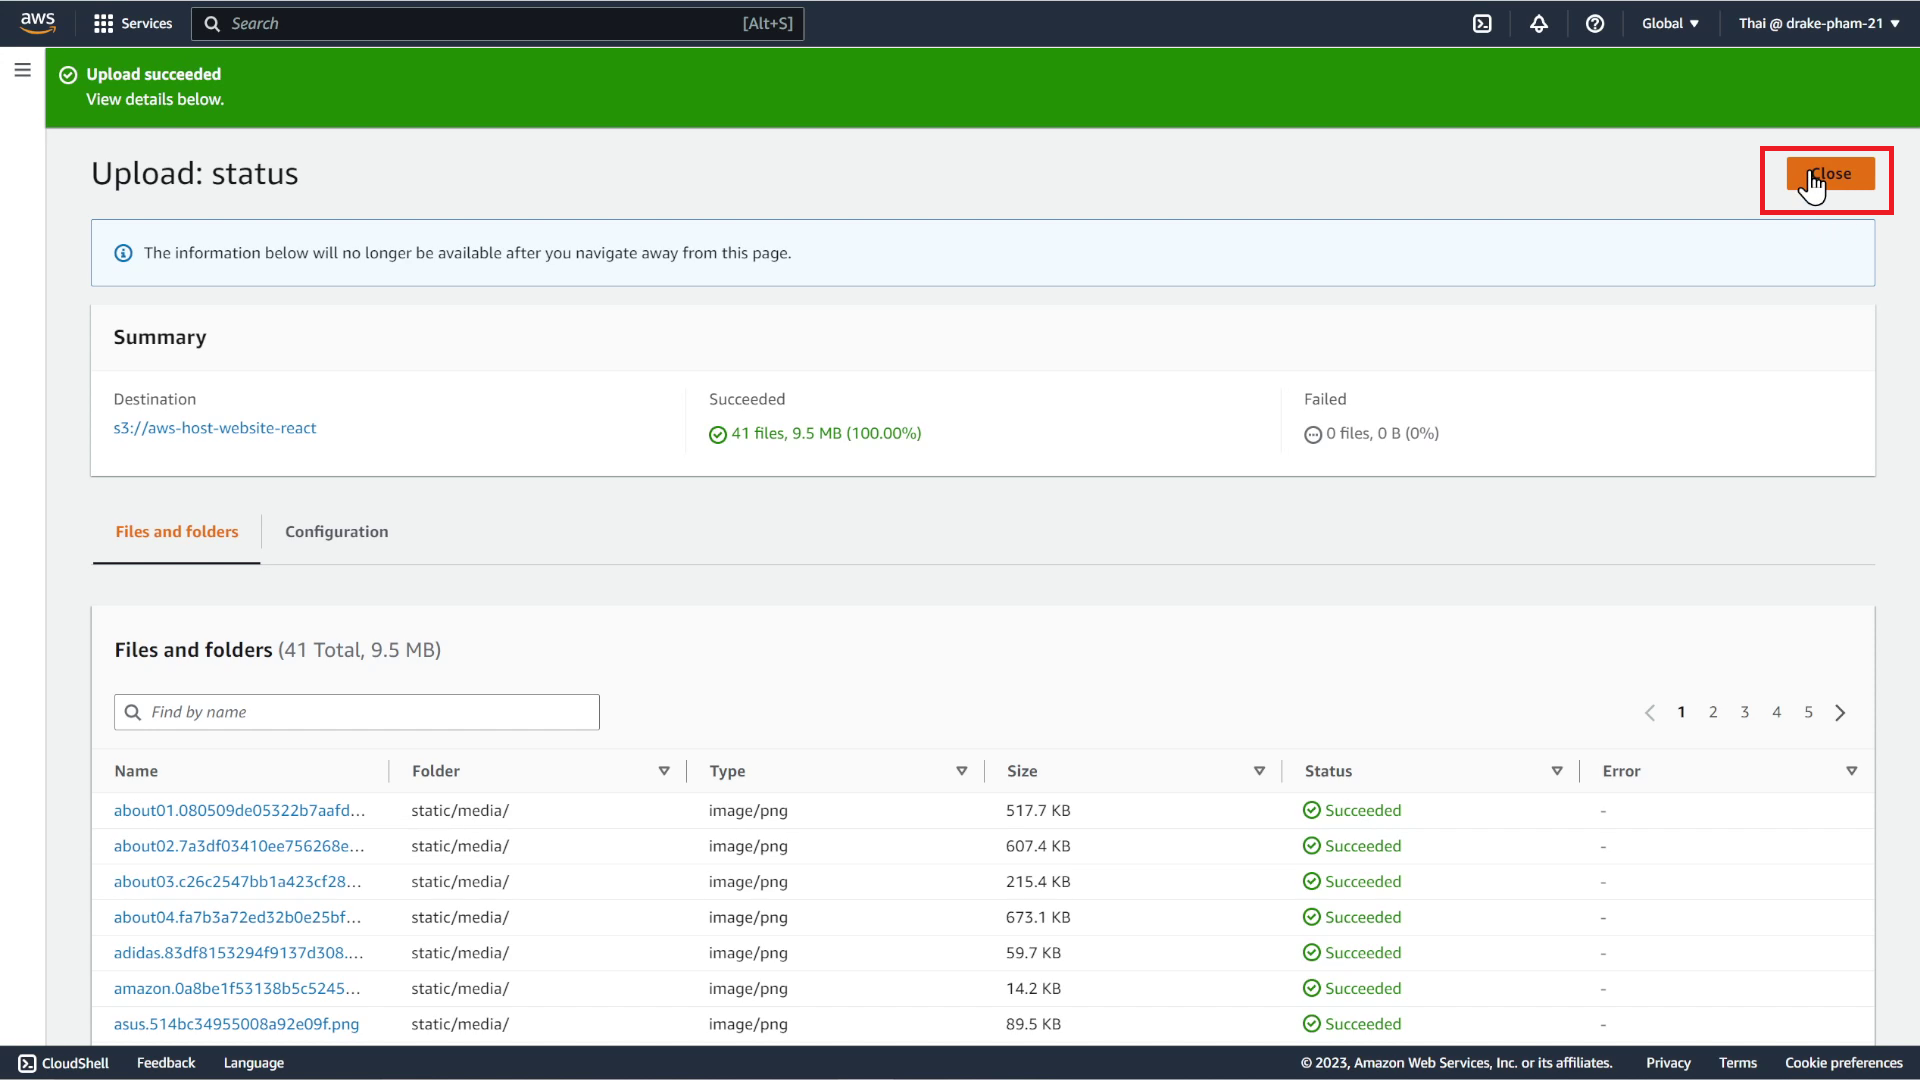 aws Services Search [Alt+S] Global ▼ Thai @ drake-pham-21 ▼
Upload succeeded
View details below.
Upload: status
Close
The information below will no longer be available after you navigate away from this page.
Summary
Destination Succeeded Failed
s3://aws-host-website-react 41 files, 9.5 MB (100.00%) 0 files, 0 B (0%)
Files and folders Configuration
Files and folders (41 Total, 9.5 MB)
Find by name 1 2 3 4 5
Name Folder Type Size Status Error
about01.080509de05322b7aafd... static/media/ image/png 517.7 KB Succeeded -
about02.7a3df03410ee756268e... static/media/ image/png 607.4 KB Succeeded -
about03.c26c2547bb1a423cf28... static/media/ image/png 215.4 KB Succeeded -
about04.fa7b3a72ed32b0e25bf... static/media/ image/png 673.1 KB Succeeded -
adidas.83df8153294f9137d308.... static/media/ image/png 59.7 KB Succeeded -
amazon.0a8be1f53138b5c5245... static/media/ image/png 14.2 KB Succeeded -
asus.514bc34955008a92e09f.png static/media/ image/png 89.5 KB Succeeded -
CloudShell Feedback Language © 2023, Amazon Web Services, Inc. or its affiliates. Privacy Terms Cookie preferences